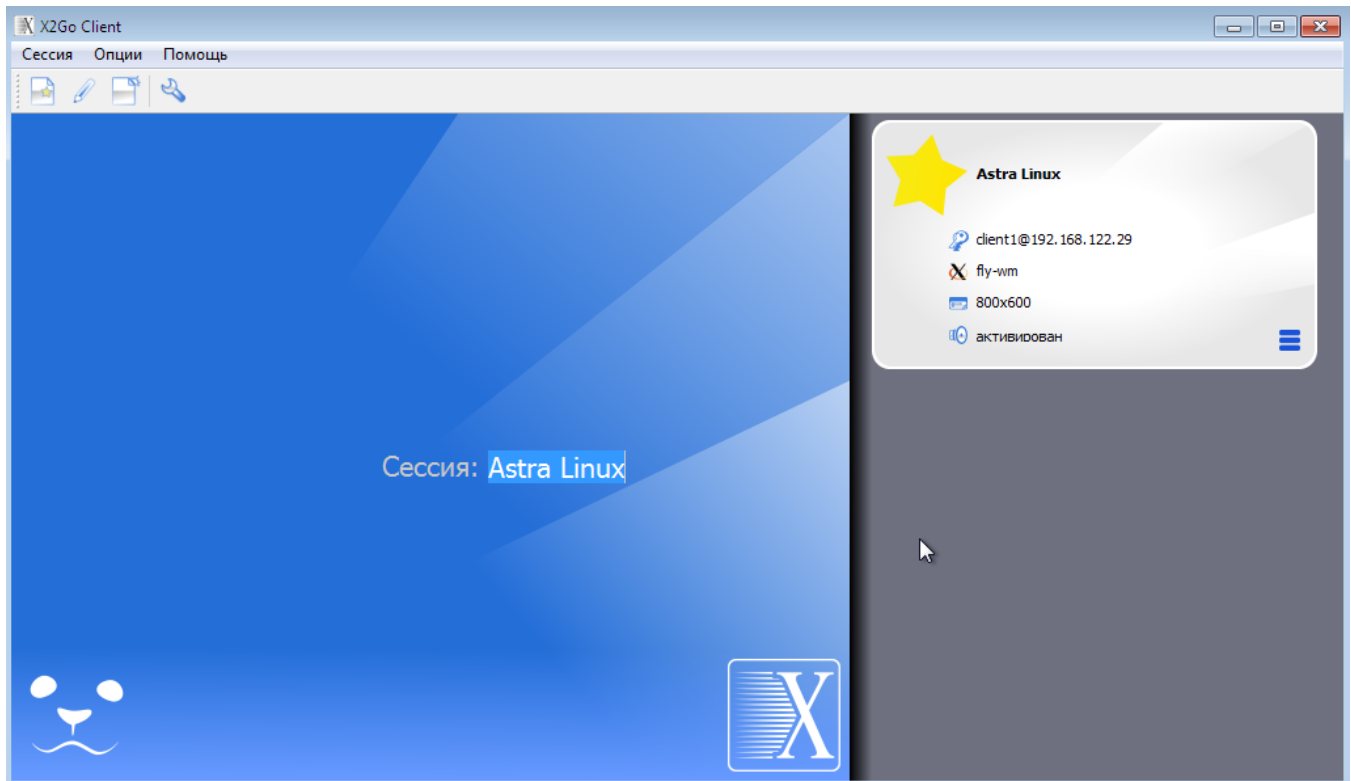 X2Go Client
Сессия Опции Помощь
Astra Linux
client1@192.168.122.29
fly-wm
800x600
активирован
Сессия: Astra Linux
X